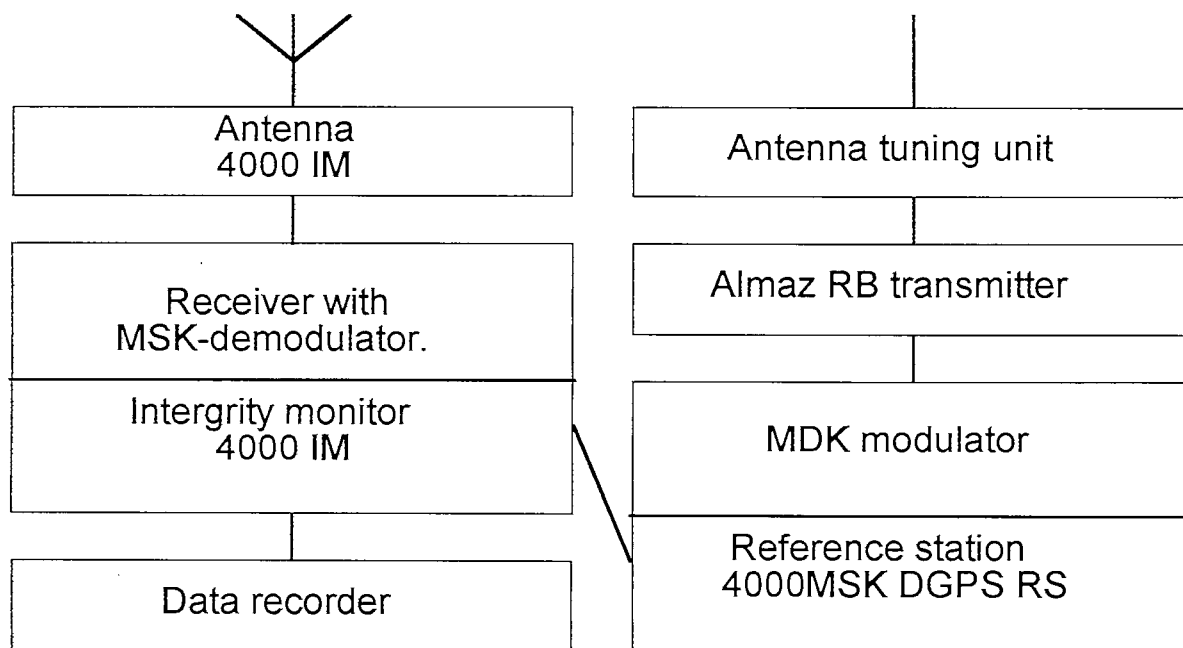 Antenna
4000 IM
Receiver with
MSK-demodulator.
Intergrity monitor
4000 IM
Data recorder
Antenna tuning unit
Almaz RB transmitter
MDK modulator
Reference station
4000MSK DGPS RS